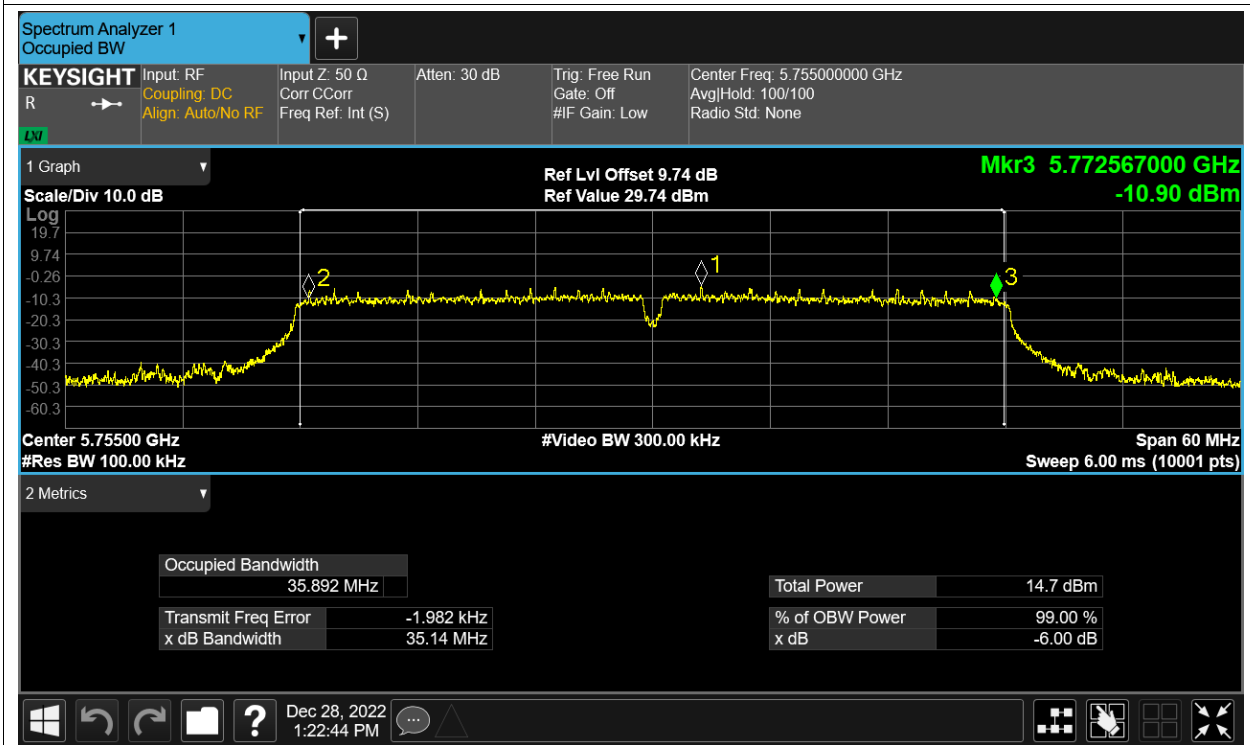 Spectrum Analyzer 1
Occupied BW
KEYSIGHT
R
LXI
Input: RF
Coupling: DC
Align: Auto/No RF
Input Z: 50 Ω
Corr CCorr
Freq Ref: Int (S)
Atten: 30 dB
Trig: Free Run
Gate: Off
#IF Gain: Low
Center Freq: 5.755000000 GHz
Avg|Hold: 100/100
Radio Std: None
1 Graph
Scale/Div 10.0 dB
Ref Lvl Offset 9.74 dB
Ref Value 29.74 dBm
Mkr3 5.772567000 GHz
-10.90 dBm
Log
19.7
9.74
-0.26
-10.3
-20.3
-30.3
-40.3
-50.3
-60.3
2
1
3
Center 5.75500 GHz
#Res BW 100.00 kHz
#Video BW 300.00 kHz
Span 60 MHz
Sweep 6.00 ms (10001 pts)
2 Metrics
Occupied Bandwidth
35.892 MHz
Transmit Freq Error -1.982 kHz
x dB Bandwidth 35.14 MHz
Total Power 14.7 dBm
% of OBW Power 99.00 %
x dB -6.00 dB
?
Dec 28, 2022
1:22:44 PM